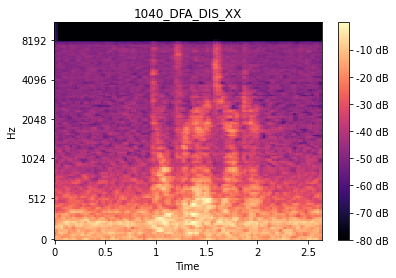 1040_DFA_DIS_XX
8192
4096
2048
1024
512
0
Hz
0
0.5
1
1.5
2
2.5
Time
-10 dB
-20 dB
-30 dB
-40 dB
-50 dB
-60 dB
-70 dB
-80 dB